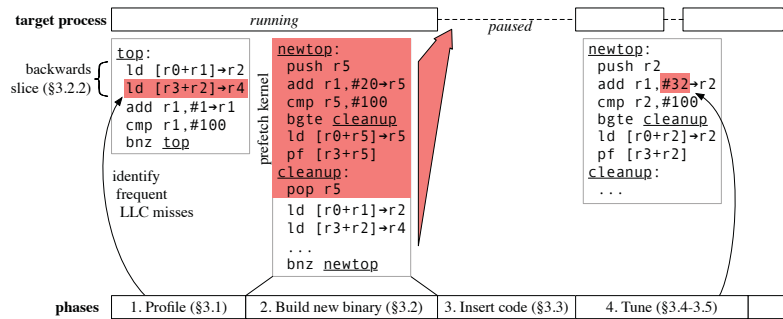 target process
running
paused
backwards
slice (§3.2.2)
top:
ld [r0+r1]→r2
ld [r3+r2]→r4
add r1,#1→r1
cmp r1,#100
bnz top
identify
frequent
LLC misses
prefetch kernel
newtop:
push r5
add r1,#20→r5
cmp r5,#100
bgte cleanup
ld [r0+r5]→r5
pf [r3+r5]
cleanup:
pop r5
ld [r0+r1]→r2
ld [r3+r2]→r4
...
bnz newtop
newtop:
push r2
add r1,#32→r2
cmp r2,#100
bgte cleanup
ld [r0+r2]→r2
pf [r3+r2]
cleanup:
...
phases
1. Profile (§3.1)
2. Build new binary (§3.2)
3. Insert code (§3.3)
4. Tune (§3.4-3.5)